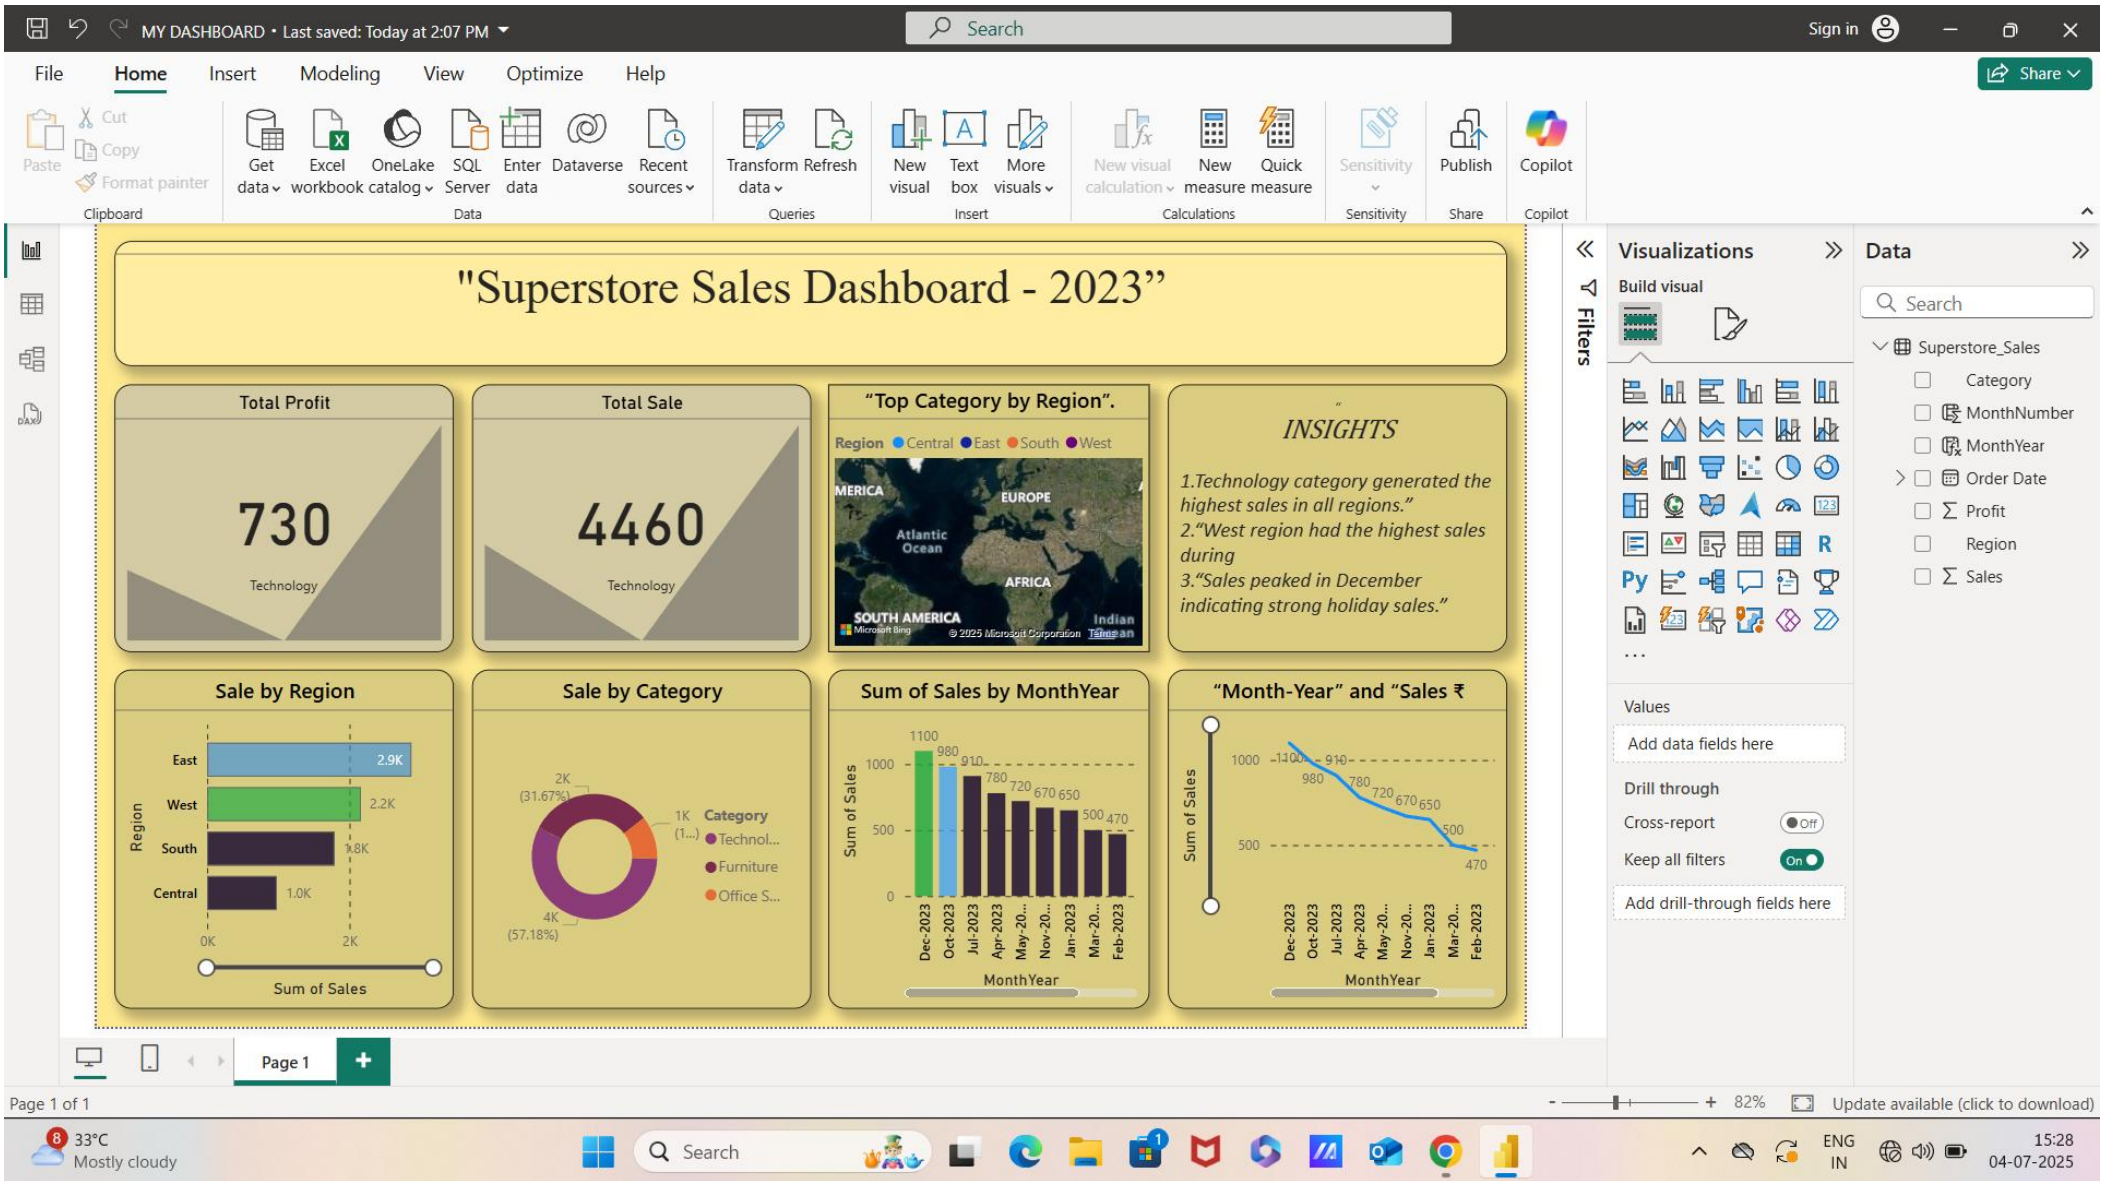 MY DASHBOARD • Last saved: Today at 2:07 PM
Search
Sign in
File Home Insert Modeling View Optimize Help
Share
Paste
Cut
Copy
Format painter
Clipboard
Get data
Excel workbook
OneLake catalog
SQL Server
Enter data
Dataverse
Recent sources
Data
Transform data
Refresh
Queries
New visual
Text box
More visuals
Insert
New visual calculation
New measure
Quick measure
Calculations
Sensitivity
Sensitivity
Publish
Share
Copilot
Copilot
"Superstore Sales Dashboard - 2023”
Total Profit
730
Technology
Total Sale
4460
Technology
“Top Category by Region”.
Region Central East South West
MERICA
EUROPE
Atlantic
Ocean
AFRICA
SOUTH AMERICA
Indian
Microsoft Bing
© 2025 Microsoft Corporation Terms
“
INSIGHTS
1.Technology category generated the
highest sales in all regions.”
2.“West region had the highest sales
during
3.“Sales peaked in December
indicating strong holiday sales.”
Sale by Region
Region
East 2.9K
West 2.2K
South 1.8K
Central 1.0K
0K 2K
Sum of Sales
Sale by Category
2K
(31.67%)
1K
(1...)
4K
(57.18%)
Category
Technol...
Furniture
Office S...
Sum of Sales by MonthYear
Sum of Sales
1000
500
0
1100 980 910 780 720 670 650 500 470
Dec-2023 Oct-2023 Jul-2023 Apr-2023 May-20... Nov-20... Jan-2023 Mar-20... Feb-2023
MonthYear
“Month-Year” and “Sales ₹
Sum of Sales
1000
500
1100 980 910 780 720 670 650 500 470
Dec-2023 Oct-2023 Jul-2023 Apr-2023 May-20... Nov-20... Jan-2023 Mar-20... Feb-2023
MonthYear
Filters
Visualizations
Build visual
123
R
Py
...
Values
Add data fields here
Drill through
Cross-report Off
Keep all filters On
Add drill-through fields here
Data
Search
Superstore_Sales
Category
MonthNumber
MonthYear
Order Date
Σ Profit
Region
Σ Sales
Page 1
+
Page 1 of 1
- + 82%
Update available (click to download)
8
33°C
Mostly cloudy
Search
1
ENG
IN
15:28
04-07-2025